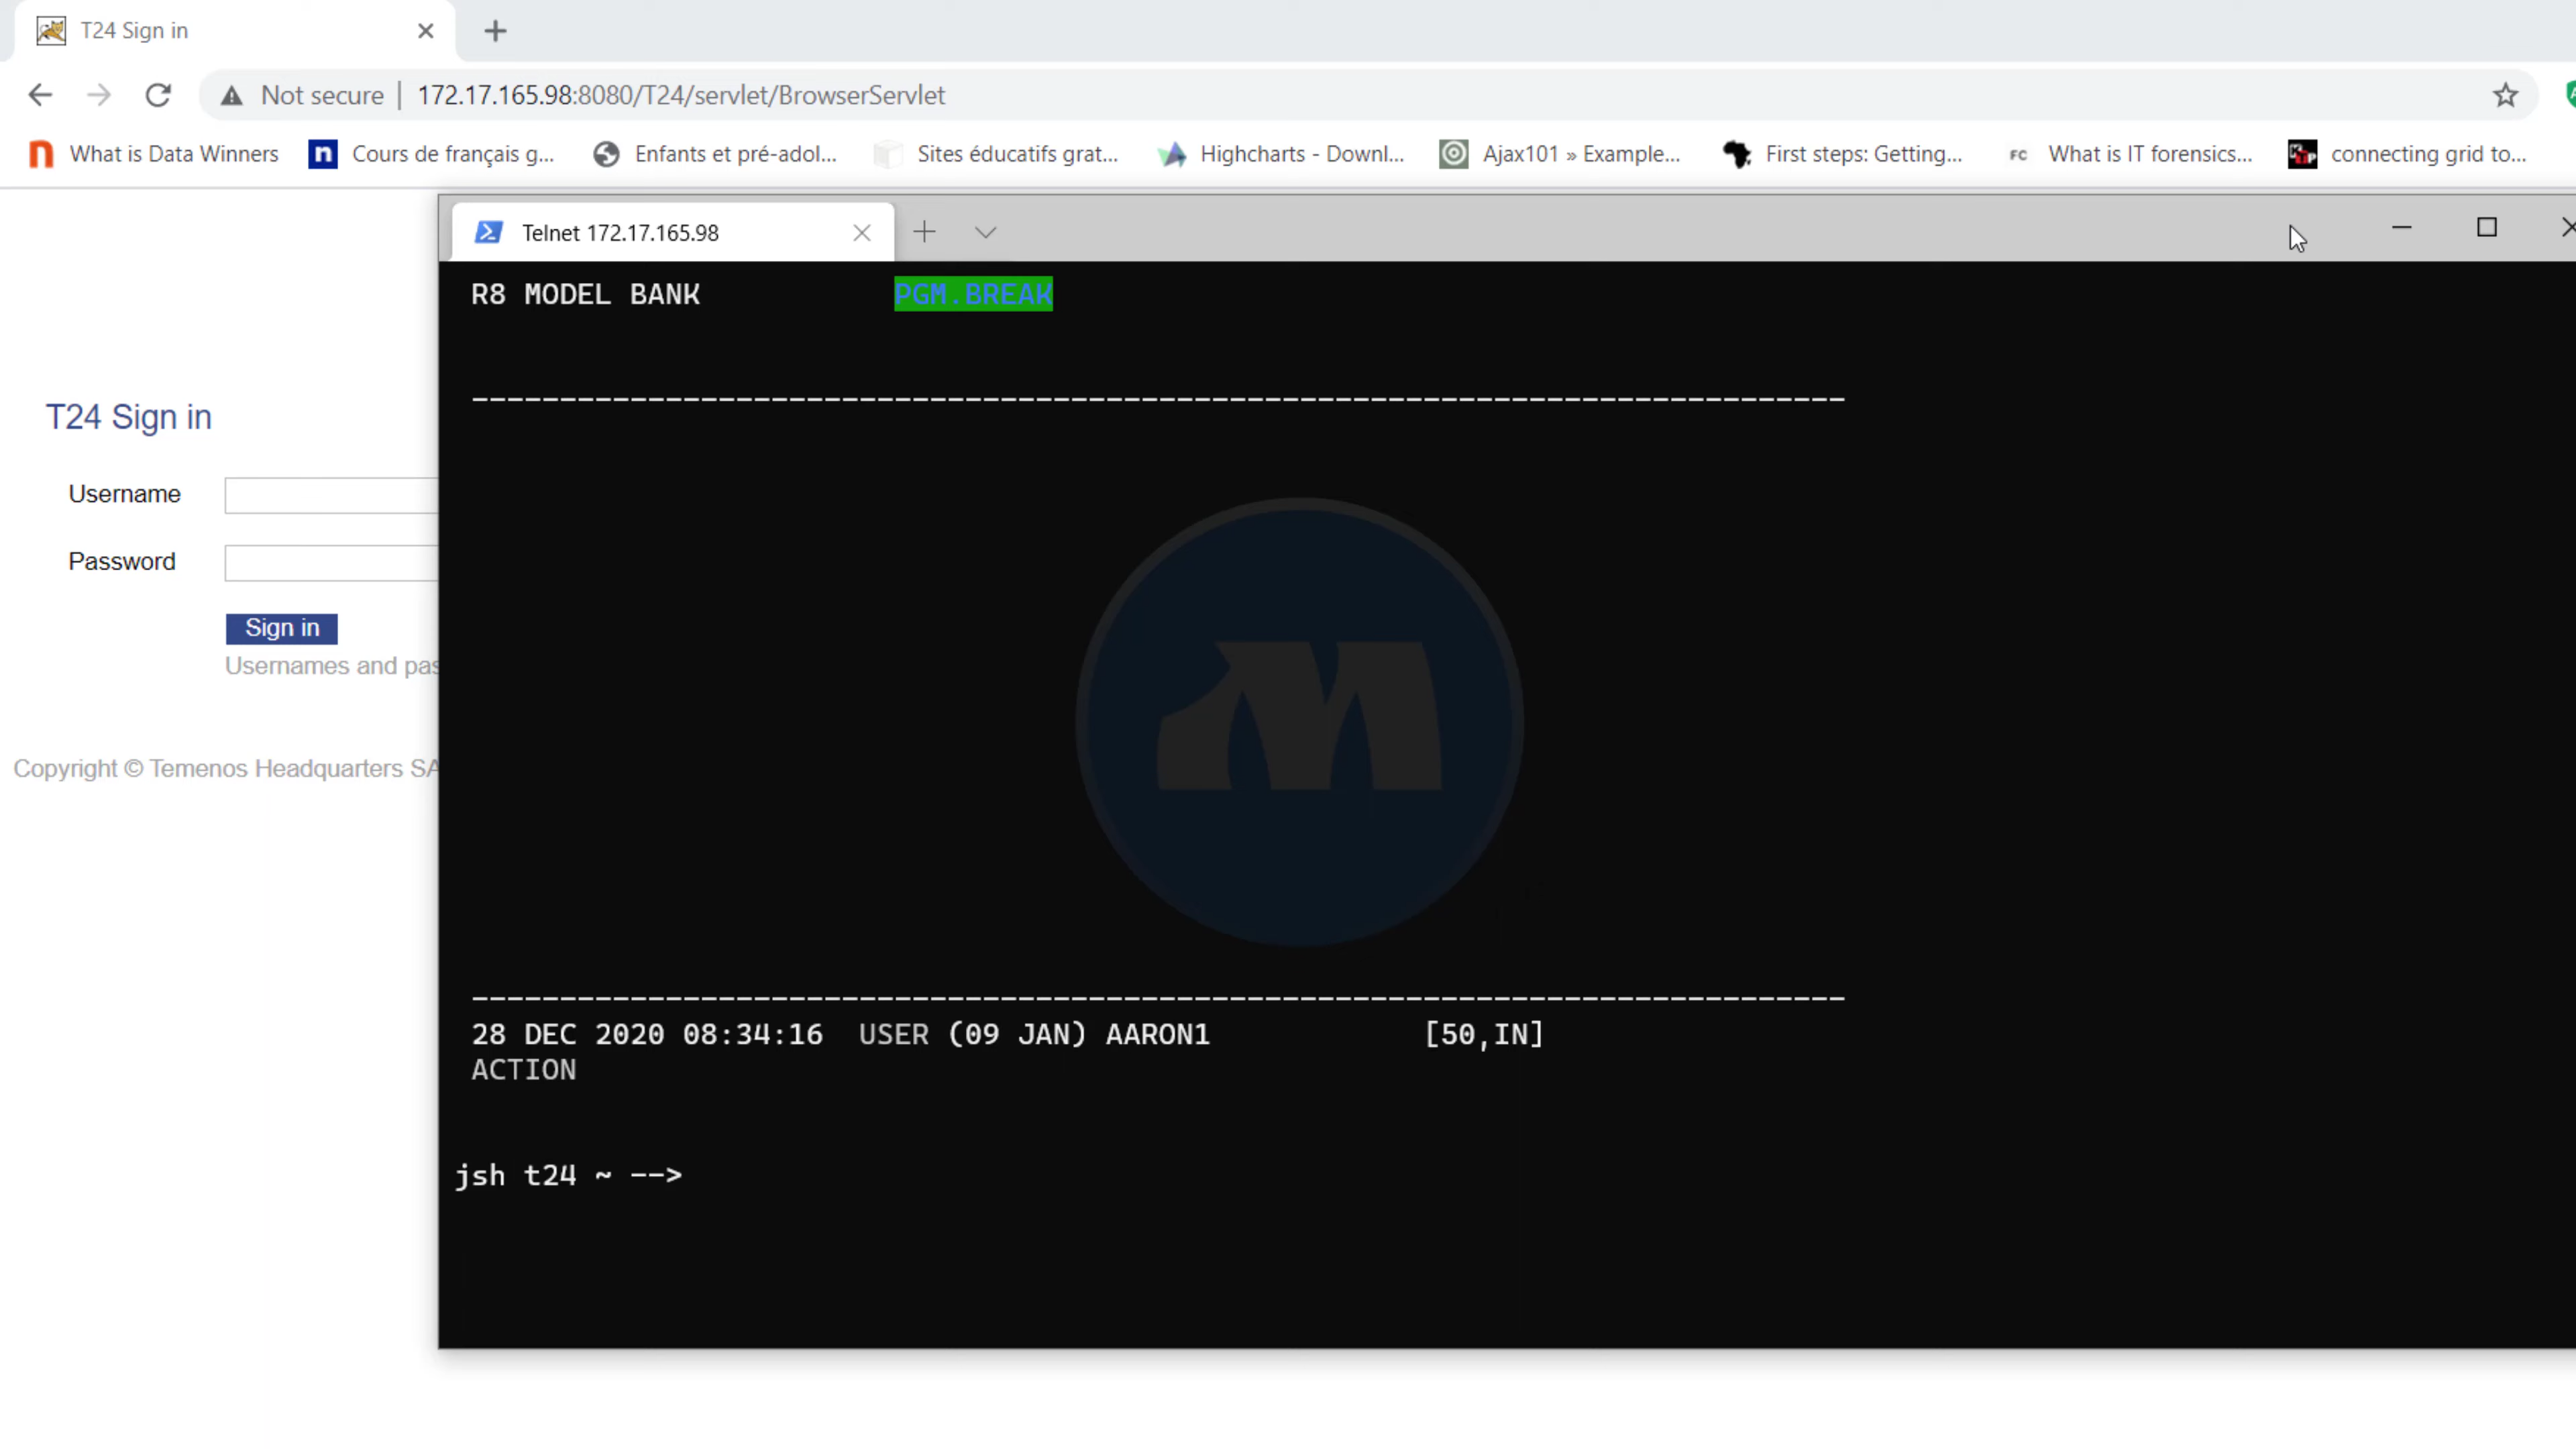 T24 Sign in
Not secure | 172.17.165.98:8080/T24/servlet/BrowserServlet
What is Data Winners Cours de français g... Enfants et pré-adol... Sites éducatifs grat... Highcharts - Downl... Ajax101 » Example... First steps: Getting... FC What is IT forensics... connecting grid to...
Telnet 172.17.165.98
R8 MODEL BANK PGM.BREAK
T24 Sign in
Username
Password
Sign in
Usernames and pas
Copyright © Temenos Headquarters SA
M
28 DEC 2020 08:34:16 USER (09 JAN) AARON1 [50,IN]
ACTION
jsh t24 ~ -->